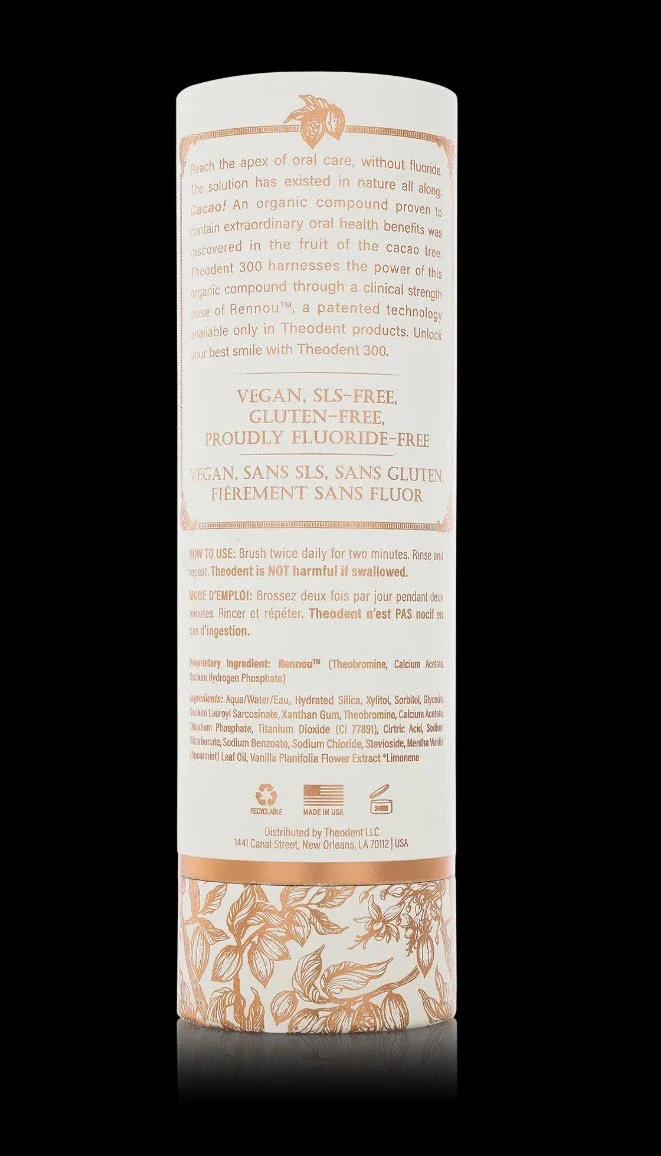 Reach the apex of oral care, without fluoride.
The solution has existed in nature all along:
Cacao! An organic compound proven to
contain extraordinary oral health benefits was
discovered in the fruit of the cacao tree.
Theodent 300 harnesses the power of this
organic compound through a clinical strength
dose of Rennou™, a patented technology
available only in Theodent products. Unlock
your best smile with Theodent 300.
VEGAN, SLS-FREE,
GLUTEN-FREE,
PROUDLY FLUORIDE-FREE
VEGAN, SANS SLS, SANS GLUTEN,
FIÈREMENT SANS FLUOR
HOW TO USE: Brush twice daily for two minutes. Rinse and
repeat. Theodent is NOT harmful if swallowed.
MODE D'EMPLOI: Brossez deux fois par jour pendant deux
minutes. Rincer et répéter. Theodent n'est PAS nocif en
cas d'ingestion.
Proprietary Ingredient: Rennou™ (Theobromine, Calcium Acetate,
Sodium Hydrogen Phosphate)
Ingredients: Aqua/Water/Eau, Hydrated Silica, Xylitol, Sorbitol, Glycerin,
Sodium Lauroyl Sarcosinate, Xanthan Gum, Theobromine, Calcium Acetate,
Disodium Phosphate, Titanium Dioxide (CI 77891), Cirtric Acid, Sodium
Bicarbonate, Sodium Benzoate, Sodium Chloride, Stevioside, Mentha Viridis
(Spearmint) Leaf Oil, Vanilla Planifolia Flower Extract *Limonene
RECYCLABLE
MADE IN USA
24M
Distributed by Theodent LLC
1441 Canal Street, New Orleans, LA 70112 | USA